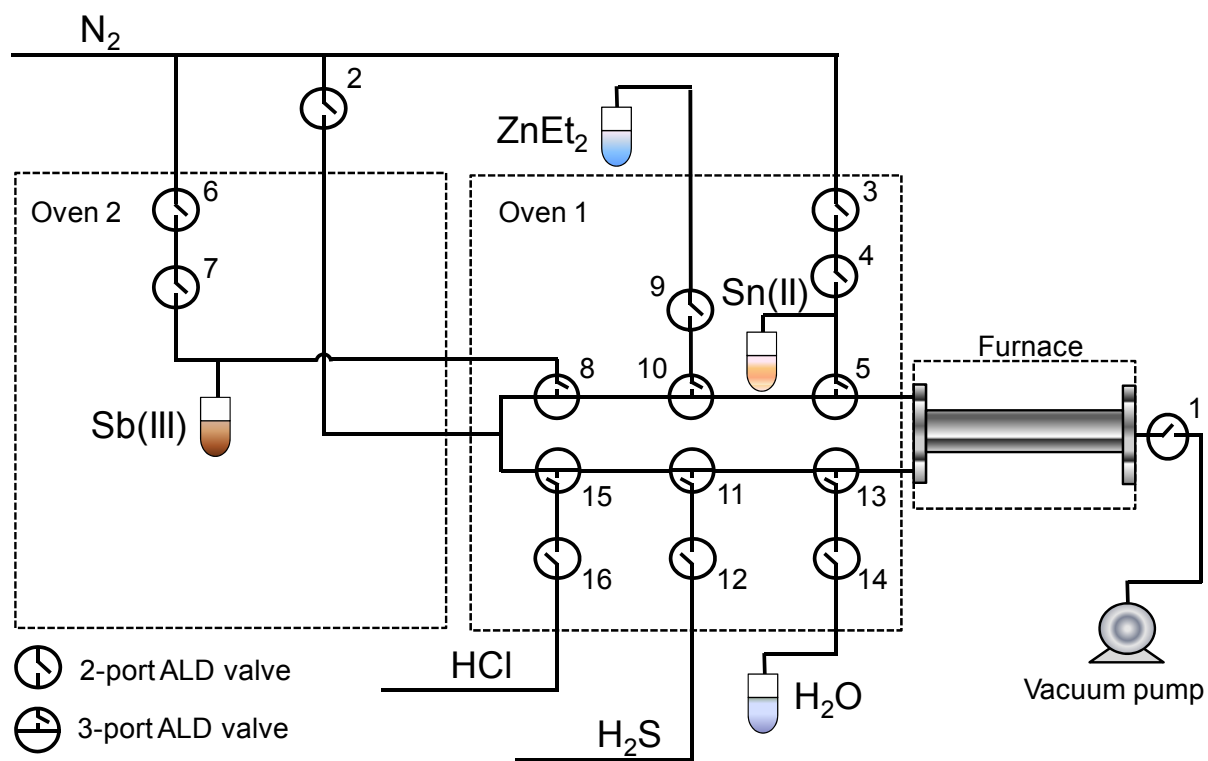 N₂
2
ZnEt₂
6
Oven 2
Oven 1
3
7
4
9
Sn(II)
8
10
5
Furnace
Sb(III)
1
15
11
13
16
12
14
2-port ALD valve
HCl
H₂O
Vacuum pump
3-port ALD valve
H₂S